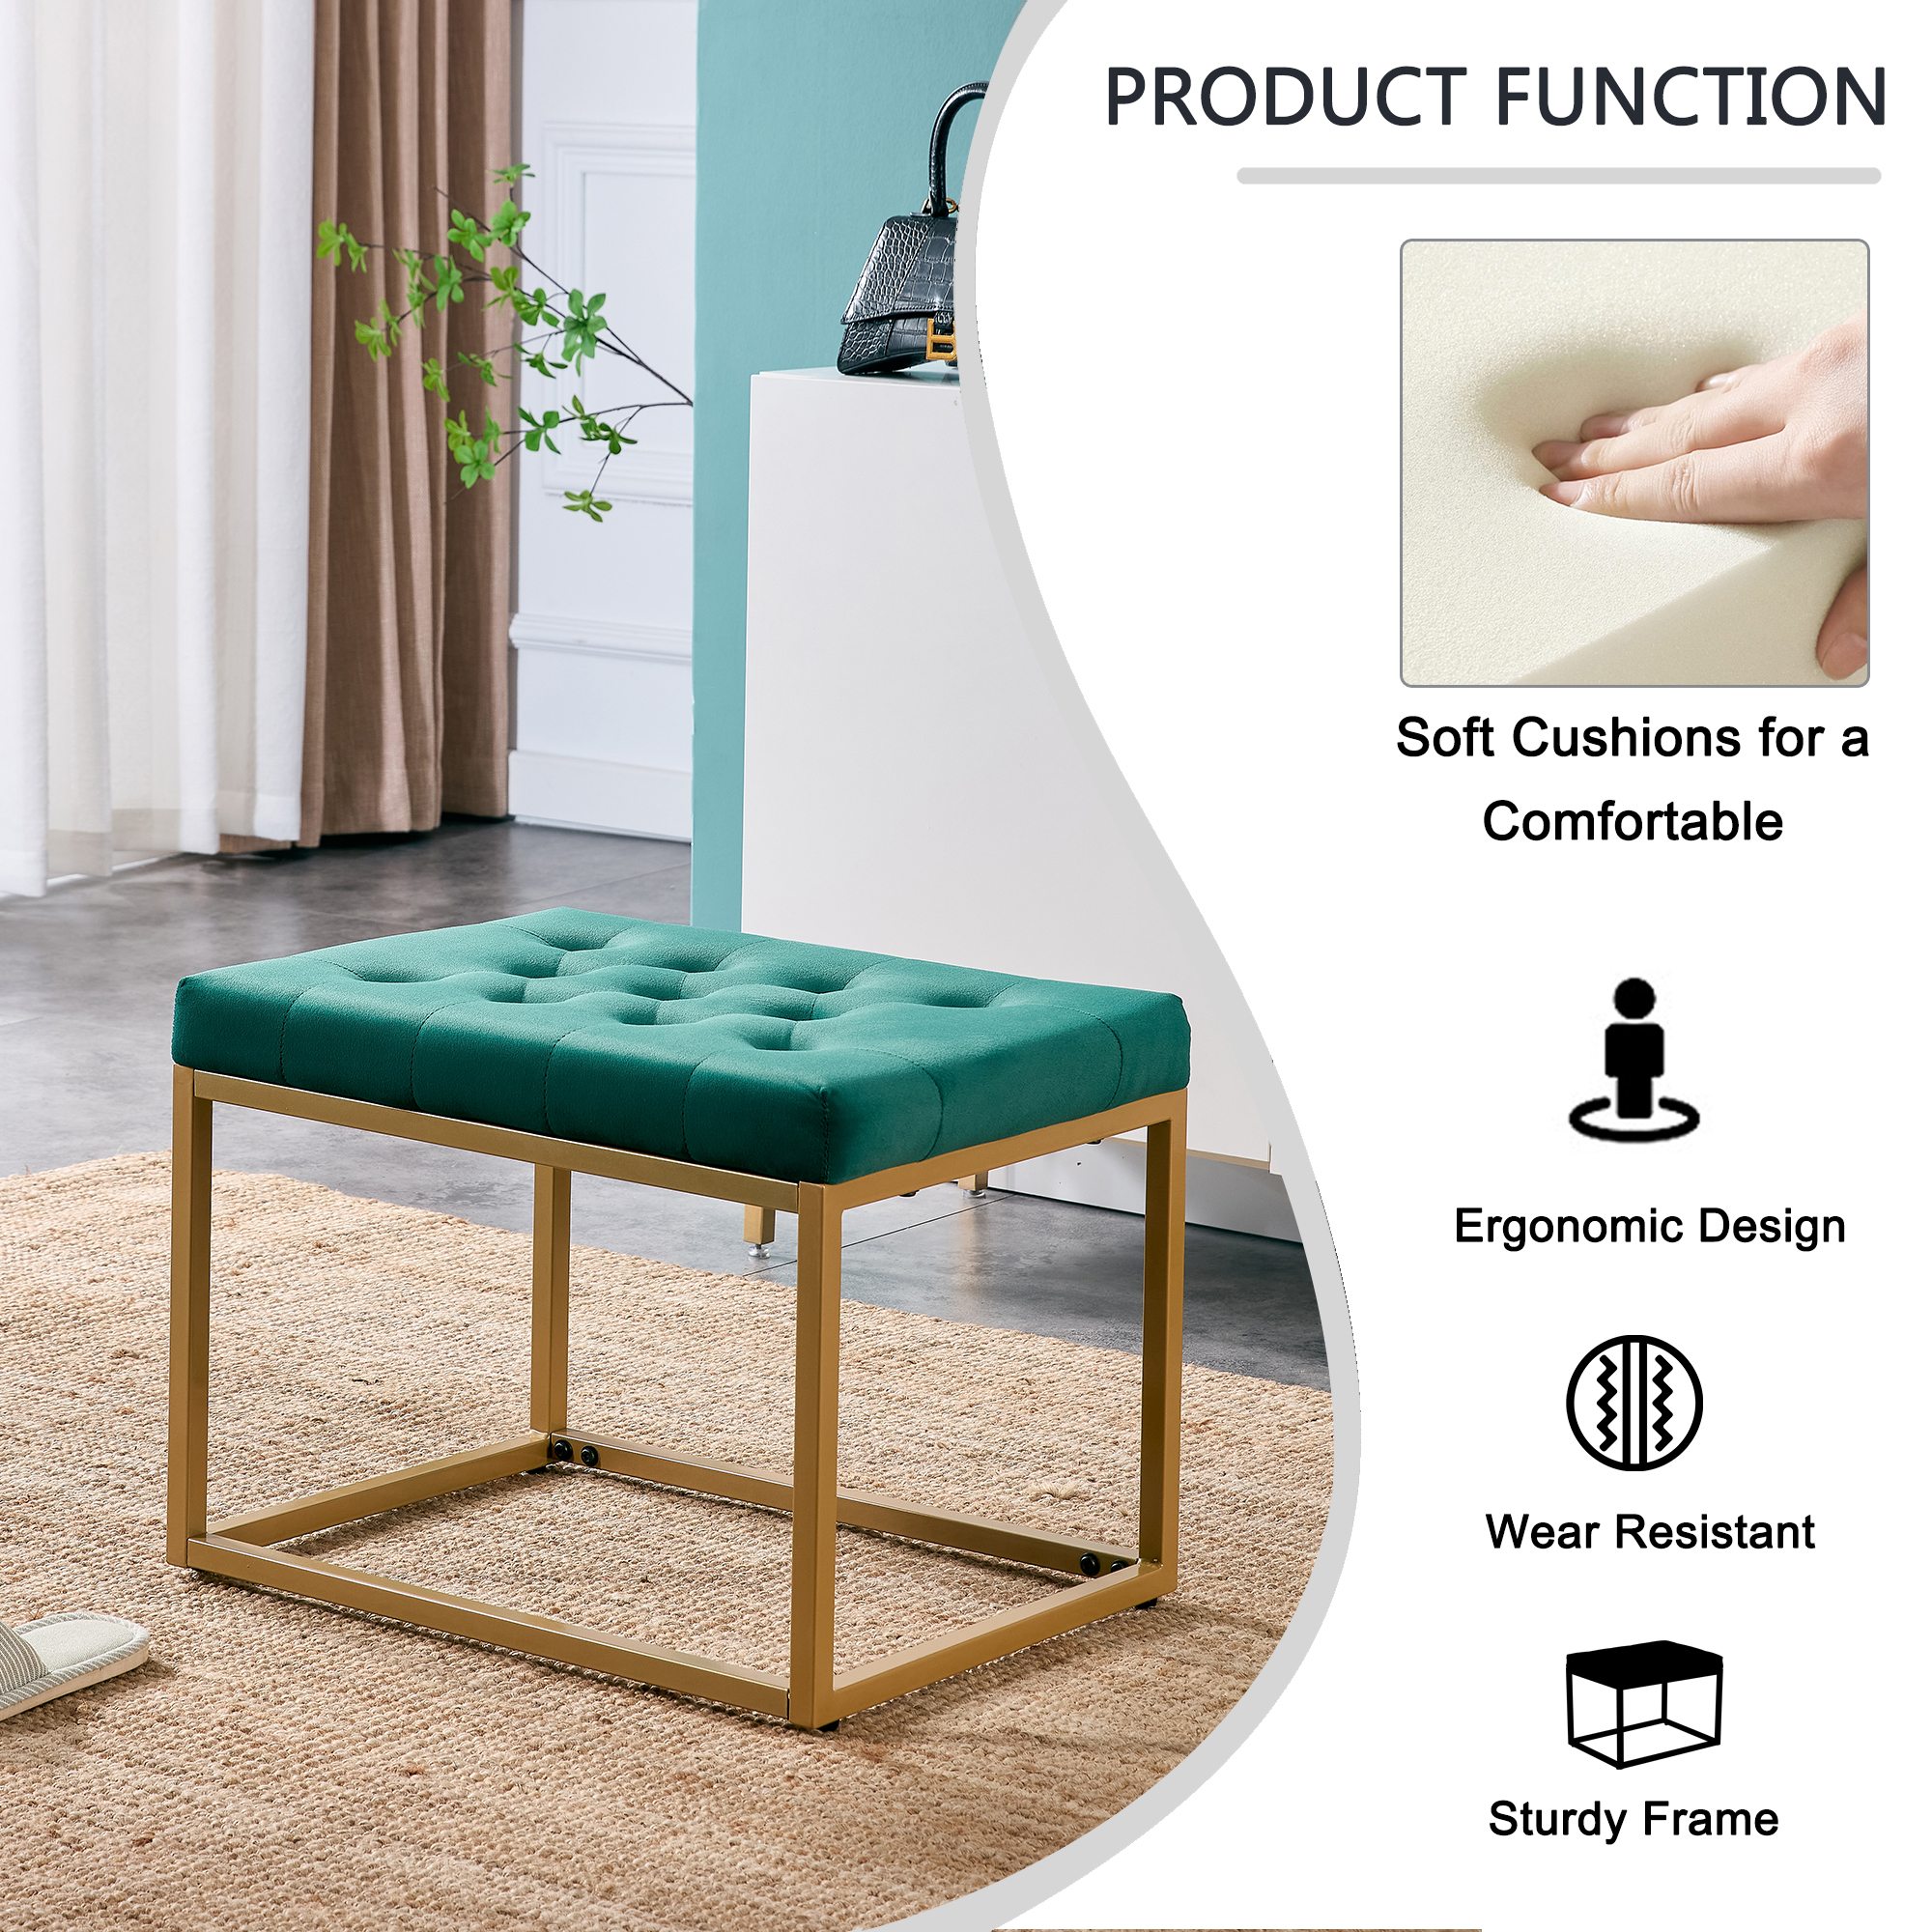 PRODUCT FUNCTION
Soft Cushions for a
Comfortable
Ergonomic Design
Wear Resistant
Sturdy Frame